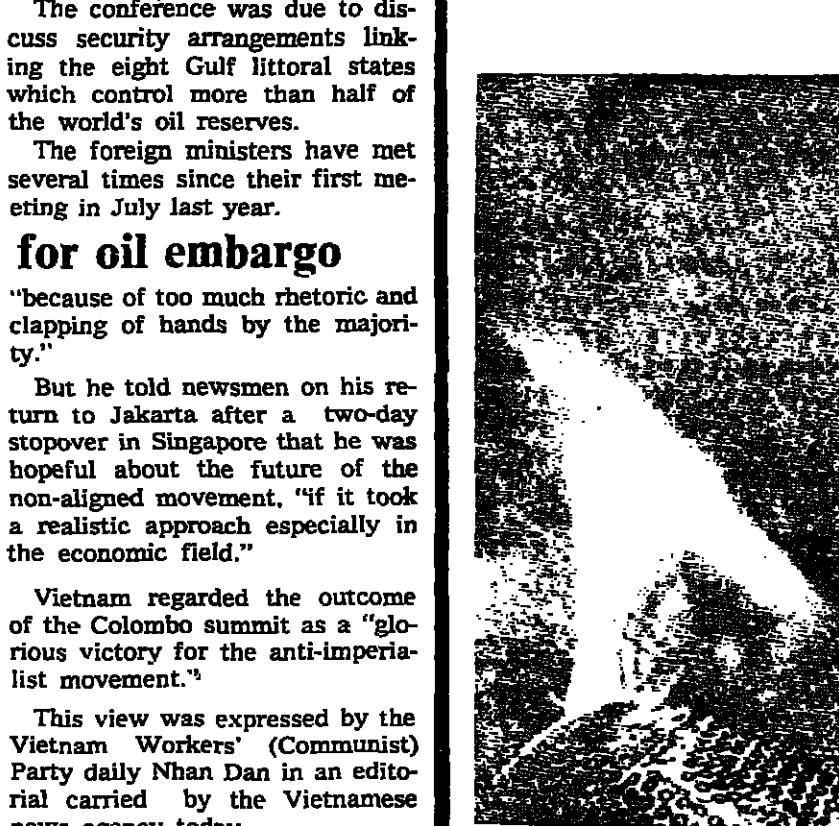 The conference was due to dis-
cuss security arrangements link-
ing the eight Gulf littoral states
which control more than half of
the world's oil reserves.
The foreign ministers have met
several times since their first me-
eting in July last year.
for oil embargo
"because of too much rhetoric and
clapping of hands by the majori-
ty."
But he told newsmen on his re-
turn to Jakarta after a two-day
stopover in Singapore that he was
hopeful about the future of the
non-aligned movement, "if it took
a realistic approach especially in
the economic field."
Vietnam regarded the outcome
of the Colombo summit as a "glo-
rious victory for the anti-imperia-
list movement."
This view was expressed by the
Vietnam Workers' (Communist)
Party daily Nhan Dan in an edito-
rial carried by the Vietnamese
news agency today.